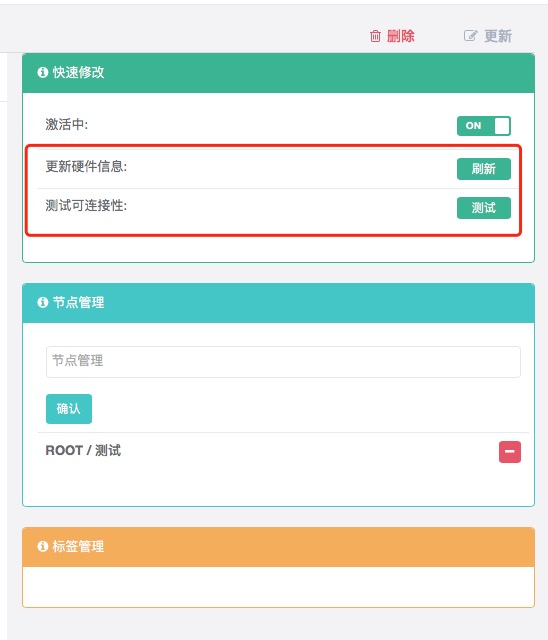 删除 更新
快速修改
激活中: ON
更新硬件信息: 刷新
测试可连接性: 测试
节点管理
节点管理
确认
ROOT / 测试
标签管理